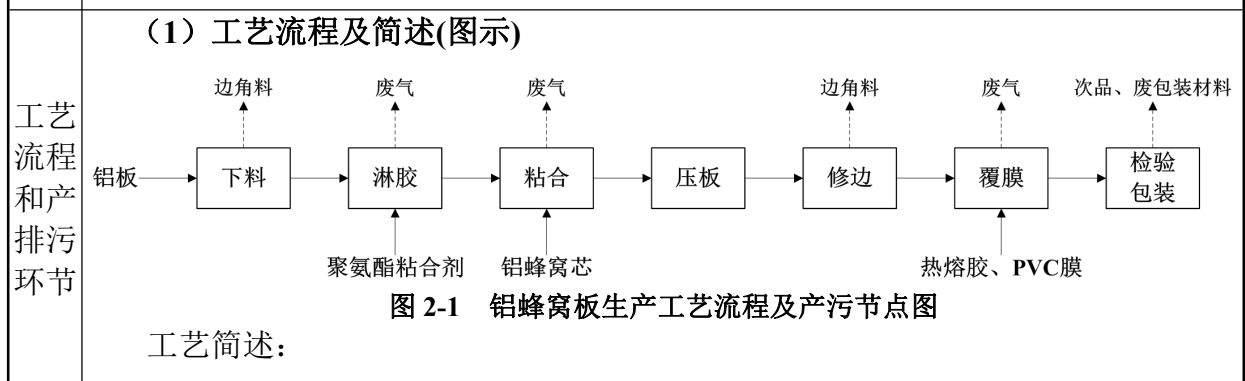 工艺
流程
和产
排污
环节
（1）工艺流程及简述(图示)
边角料 废气 废气 边角料 废气 次品、废包装材料
铝板 下料 淋胶 粘合 压板 修边 覆膜 检验
包装
聚氨酯粘合剂 铝蜂窝芯 热熔胶、PVC膜
图 2-1 铝蜂窝板生产工艺流程及产污节点图
工艺简述：